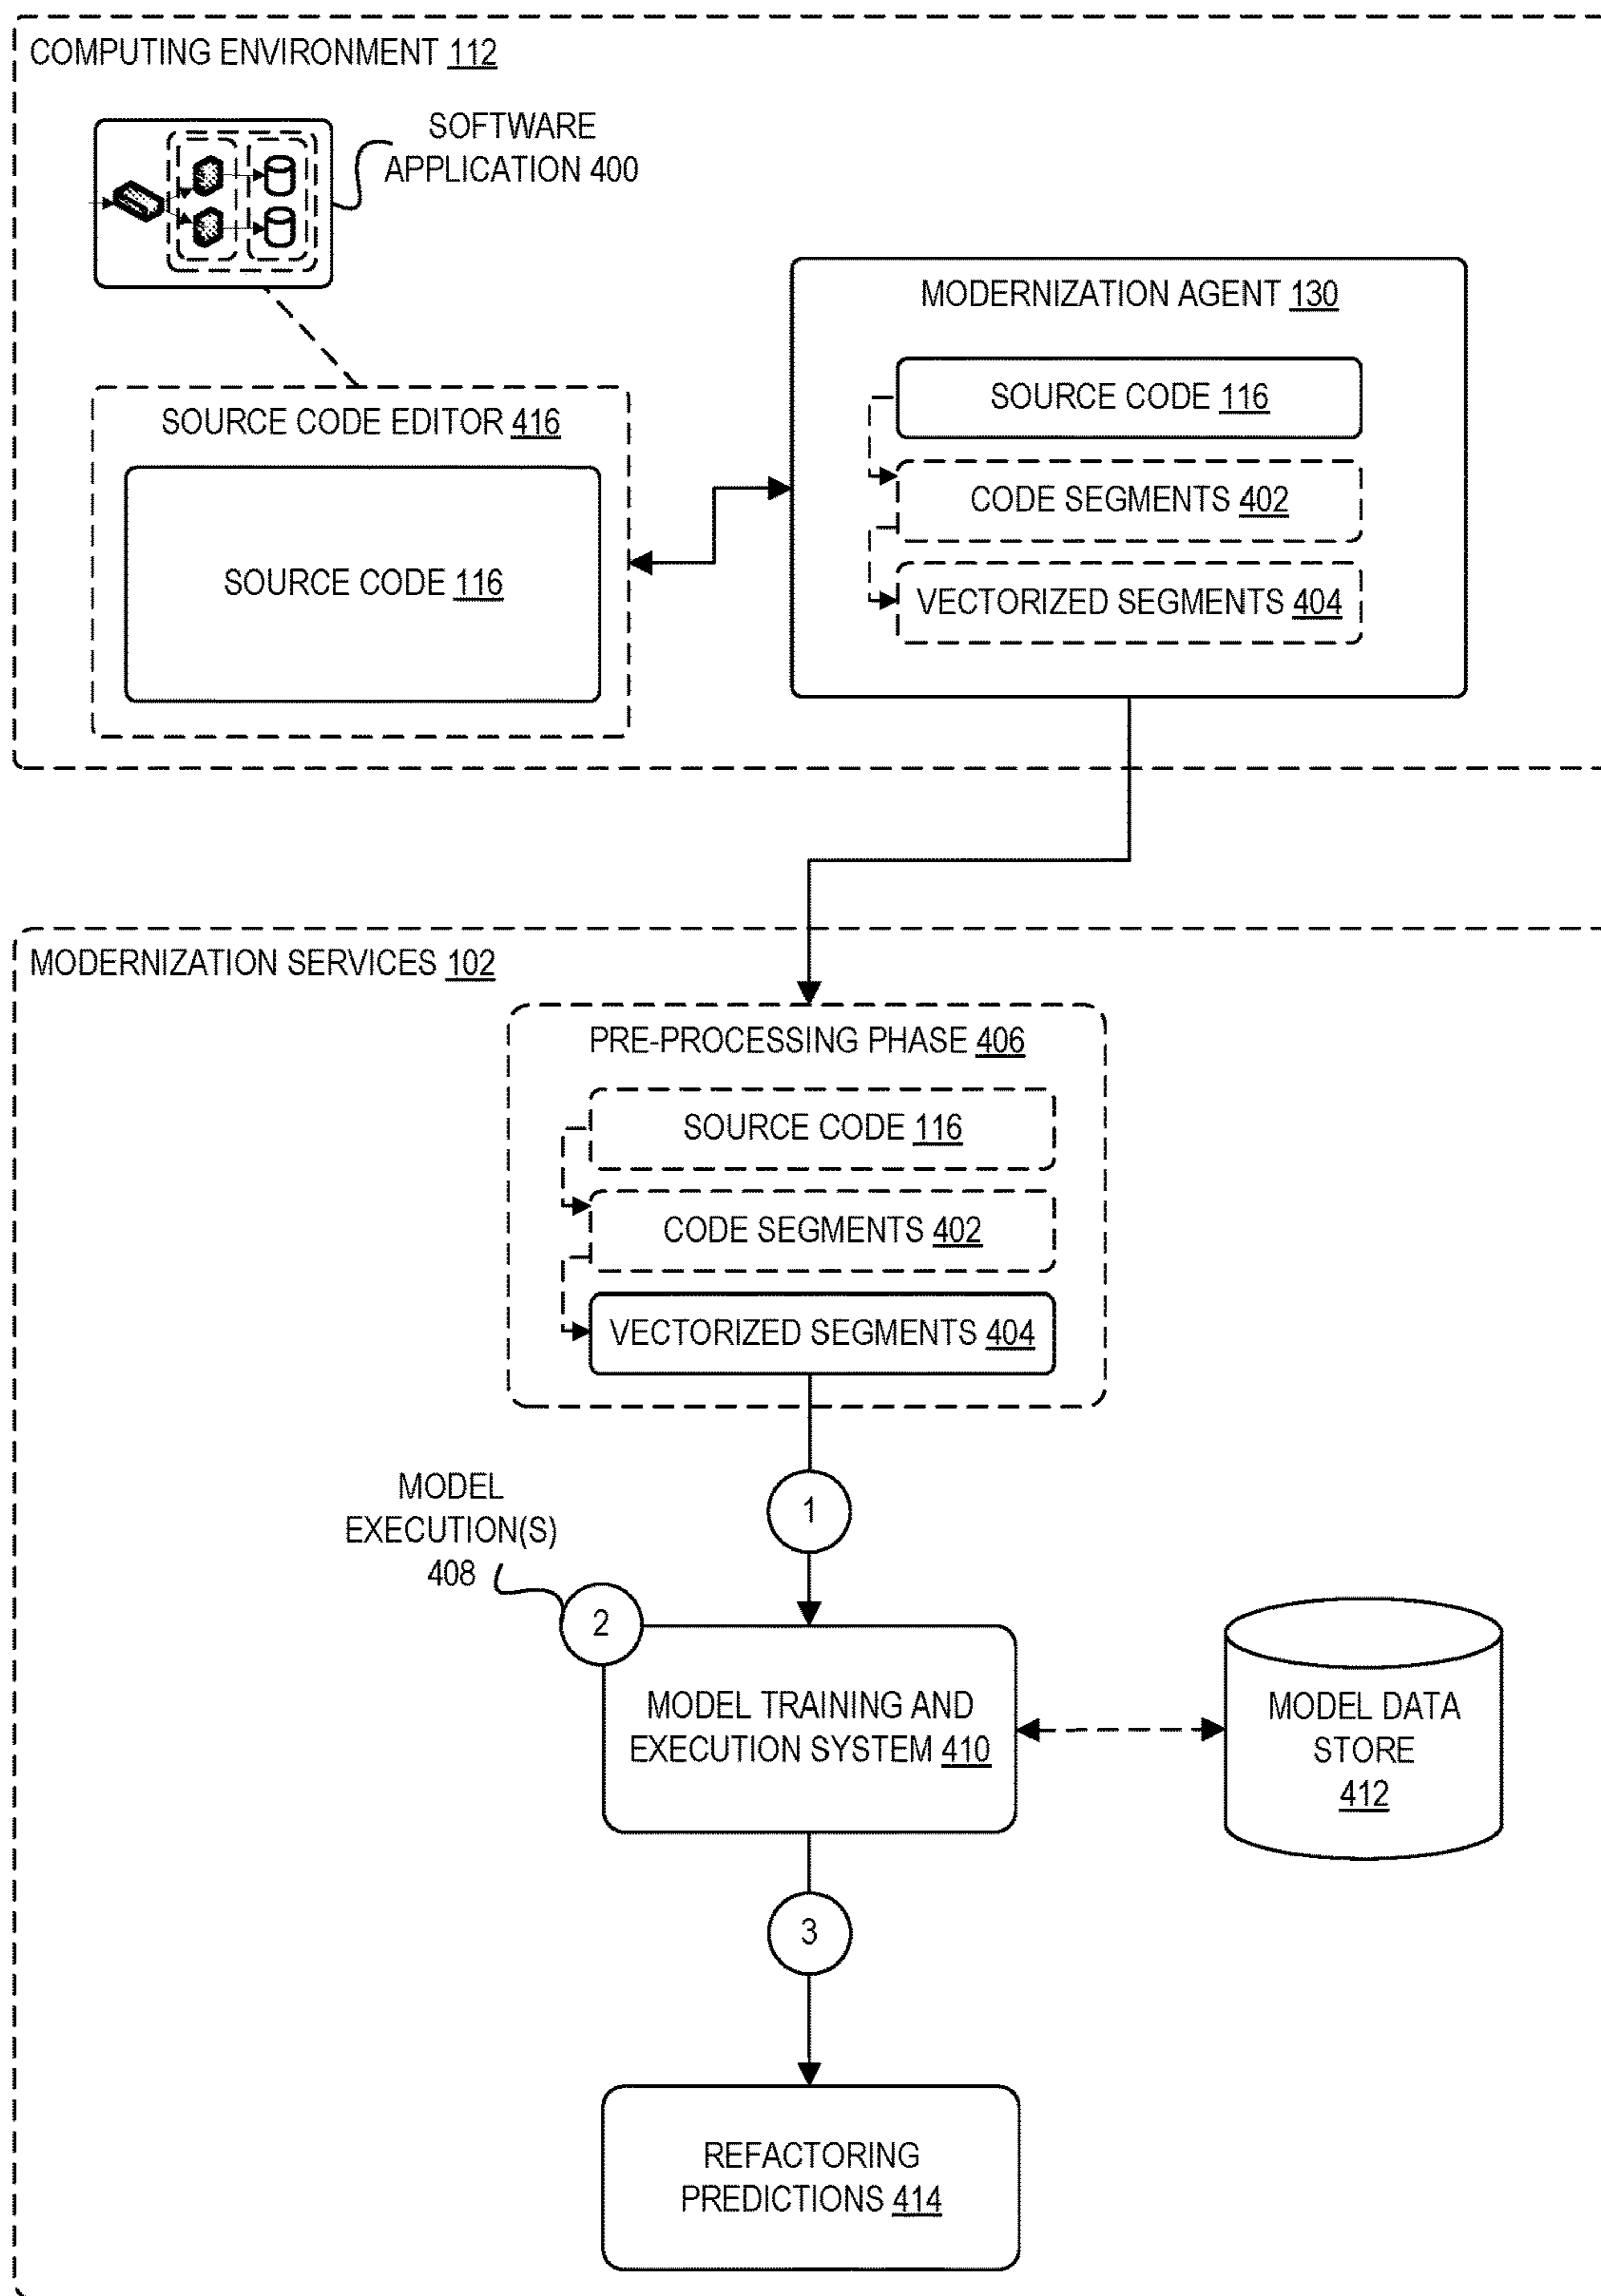 COMPUTING ENVIRONMENT 112
SOFTWARE
APPLICATION 400
MODERNIZATION AGENT 130
SOURCE CODE 116
CODE SEGMENTS 402
VECTORIZED SEGMENTS 404
SOURCE CODE EDITOR 416
SOURCE CODE 116
MODERNIZATION SERVICES 102
PRE-PROCESSING PHASE 406
SOURCE CODE 116
CODE SEGMENTS 402
VECTORIZED SEGMENTS 404
1
MODEL
EXECUTION(S)
408
2
MODEL TRAINING AND
EXECUTION SYSTEM 410
MODEL DATA
STORE
412
3
REFACTORING
PREDICTIONS 414